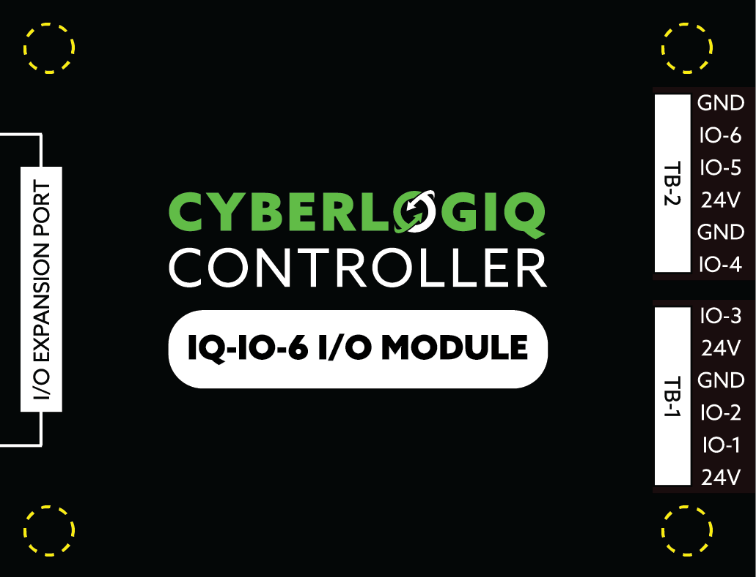 I/O EXPANSION PORT
CYBERLOGIQ
CONTROLLER
IQ-IO-6 I/O MODULE
TB-2
GND
IO-6
IO-5
24V
GND
IO-4
TB-1
IO-3
24V
GND
IO-2
IO-1
24V